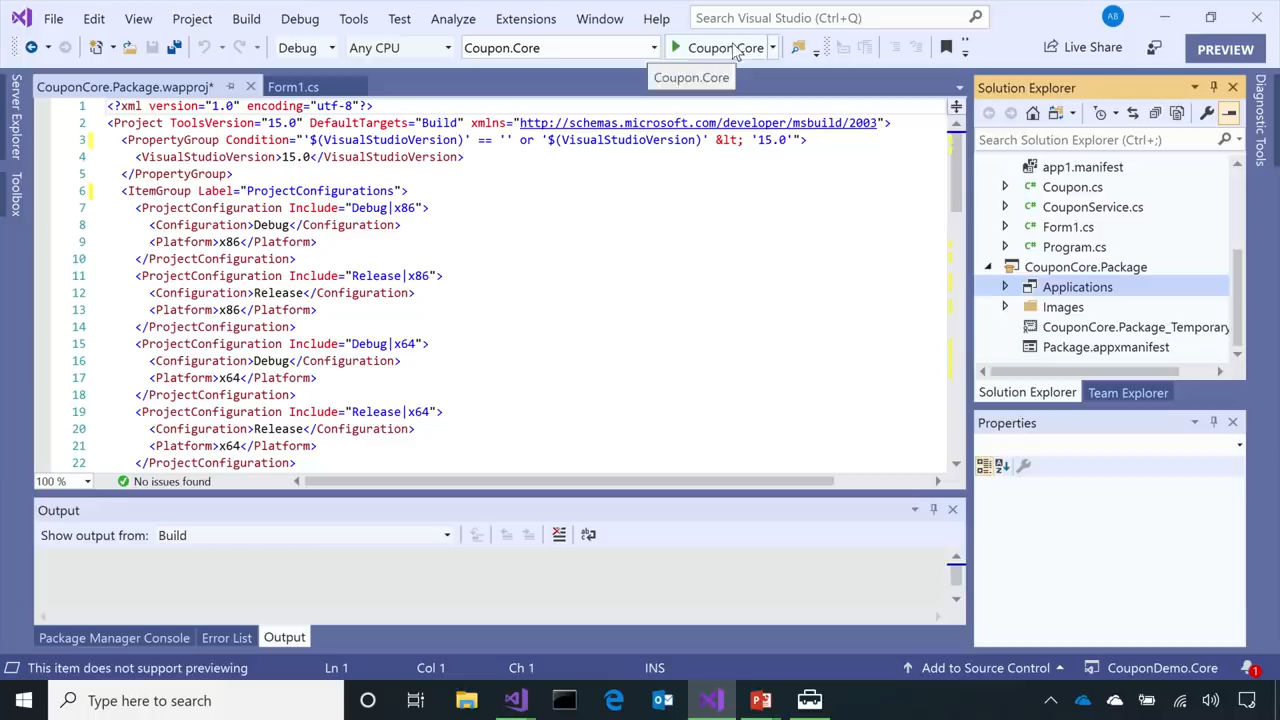 File Edit View Project Build Debug Tools Test Analyze Extensions Window Help Search Visual Studio (Ctrl+Q) AB
Debug Any CPU Coupon.Core Coupon.Core Live Share PREVIEW
Coupon.Core
Server Explorer
Toolbox
CouponCore.Package.wapproj* Form1.cs
1 <?xml version="1.0" encoding="utf-8"?>
2 <Project ToolsVersion="15.0" DefaultTargets="Build" xmlns="http://schemas.microsoft.com/developer/msbuild/2003"
3 <PropertyGroup Condition="'$(VisualStudioVersion)' == '' or '$(VisualStudioVersion)' &lt; '15.0'">
4 <VisualStudioVersion>15.0</VisualStudioVersion>
5 </PropertyGroup>
6 <ItemGroup Label="ProjectConfigurations">
7 <ProjectConfiguration Include="Debug|x86">
8 <Configuration>Debug</Configuration>
9 <Platform>x86</Platform>
10 </ProjectConfiguration>
11 <ProjectConfiguration Include="Release|x86">
12 <Configuration>Release</Configuration>
13 <Platform>x86</Platform>
14 </ProjectConfiguration>
15 <ProjectConfiguration Include="Debug|x64">
16 <Configuration>Debug</Configuration>
17 <Platform>x64</Platform>
18 </ProjectConfiguration>
19 <ProjectConfiguration Include="Release|x64">
20 <Configuration>Release</Configuration>
21 <Platform>x64</Platform>
22 </ProjectConfiguration>
100 % No issues found
Output
Show output from: Build
Package Manager Console Error List Output
Solution Explorer
Search Solution Explorer (Ctrl+;)
app1.manifest
C# Coupon.cs
C# CouponService.cs
C# Form1.cs
C# Program.cs
CouponCore.Package
Applications
Images
CouponCore.Package_Temporary
Package.appxmanifest
Solution Explorer Team Explorer
Properties
Diagnostic Tools
This item does not support previewing Ln 1 Col 1 Ch 1 INS Add to Source Control CouponDemo.Core 1
Type here to search